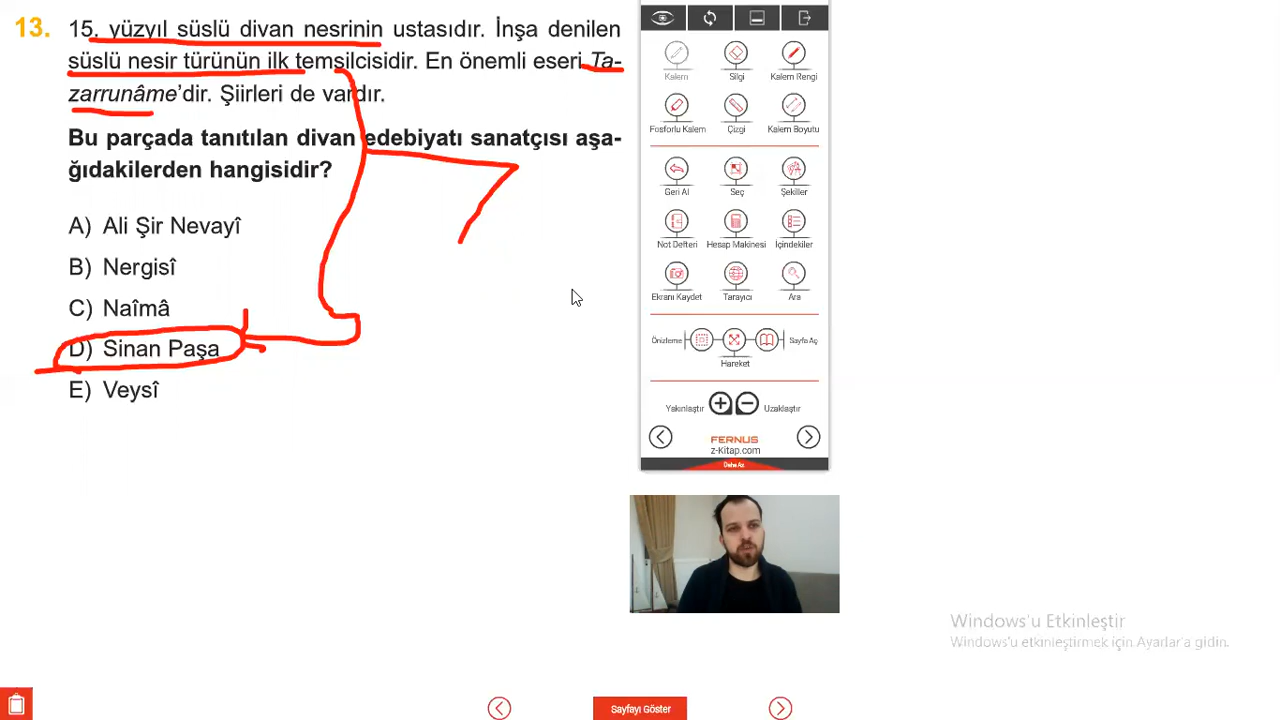 13. 15. yüzyıl süslü divan nesrinin ustasıdır. İnşa denilen
süslü nesir türünün ilk temsilcisidir. En önemli eseri Ta-
zarrunâme'dir. Şiirleri de vardır.
Bu parçada tanıtılan divan edebiyatı sanatçısı aşa-
ğıdakilerden hangisidir?
A) Ali Şir Nevayî
B) Nergisî
C) Naîmâ
D) Sinan Paşa
E) Veysî
Kalem Silgi Kalem Rengi
Fosforlu Kalem Çizgi Kalem Boyutu
Geri Al Seç Şekiller
Not Defteri Hesap Makinesi İçindekiler
Ekranı Kaydet Tarayıcı Ara
Önizleme Sayfa Aç
Hareket
Yakınlaştır Uzaklaştır
FERNUS
z-Kitap.com
Daha Az
Windows'u Etkinleştir
Windows'u etkinleştirmek için Ayarlar'a gidin.
Sayfayı Göster